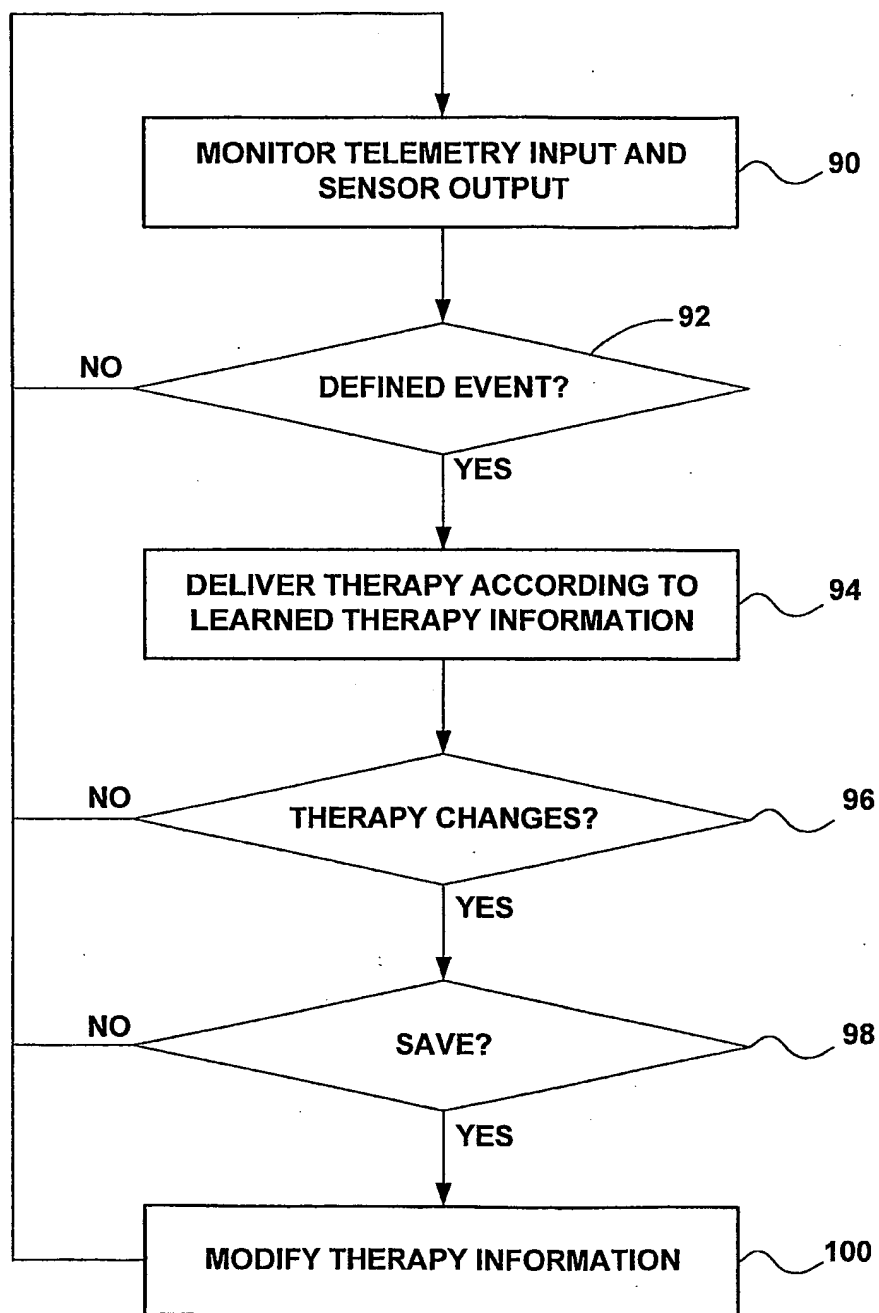 MONITOR TELEMETRY INPUT AND
SENSOR OUTPUT
90
92
NO
DEFINED EVENT?
YES
DELIVER THERAPY ACCORDING TO
LEARNED THERAPY INFORMATION
94
NO
THERAPY CHANGES?
96
YES
NO
SAVE?
98
YES
MODIFY THERAPY INFORMATION
100